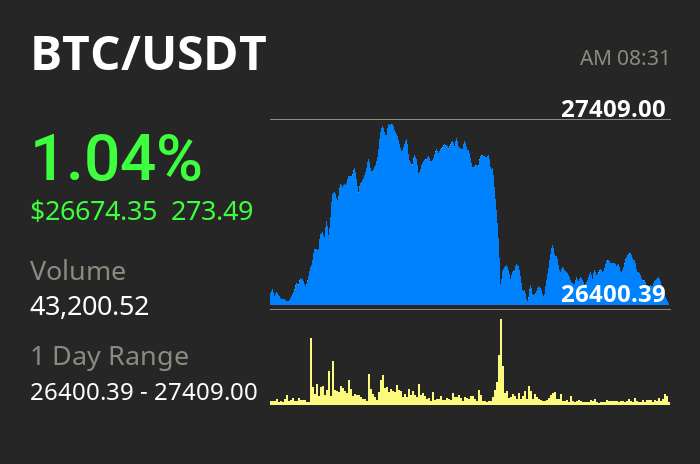 BTC/USDT
AM 08:31
27409.00
1.04%
$26674.35 273.49
Volume
43,200.52
26400.39
1 Day Range
26400.39 - 27409.00